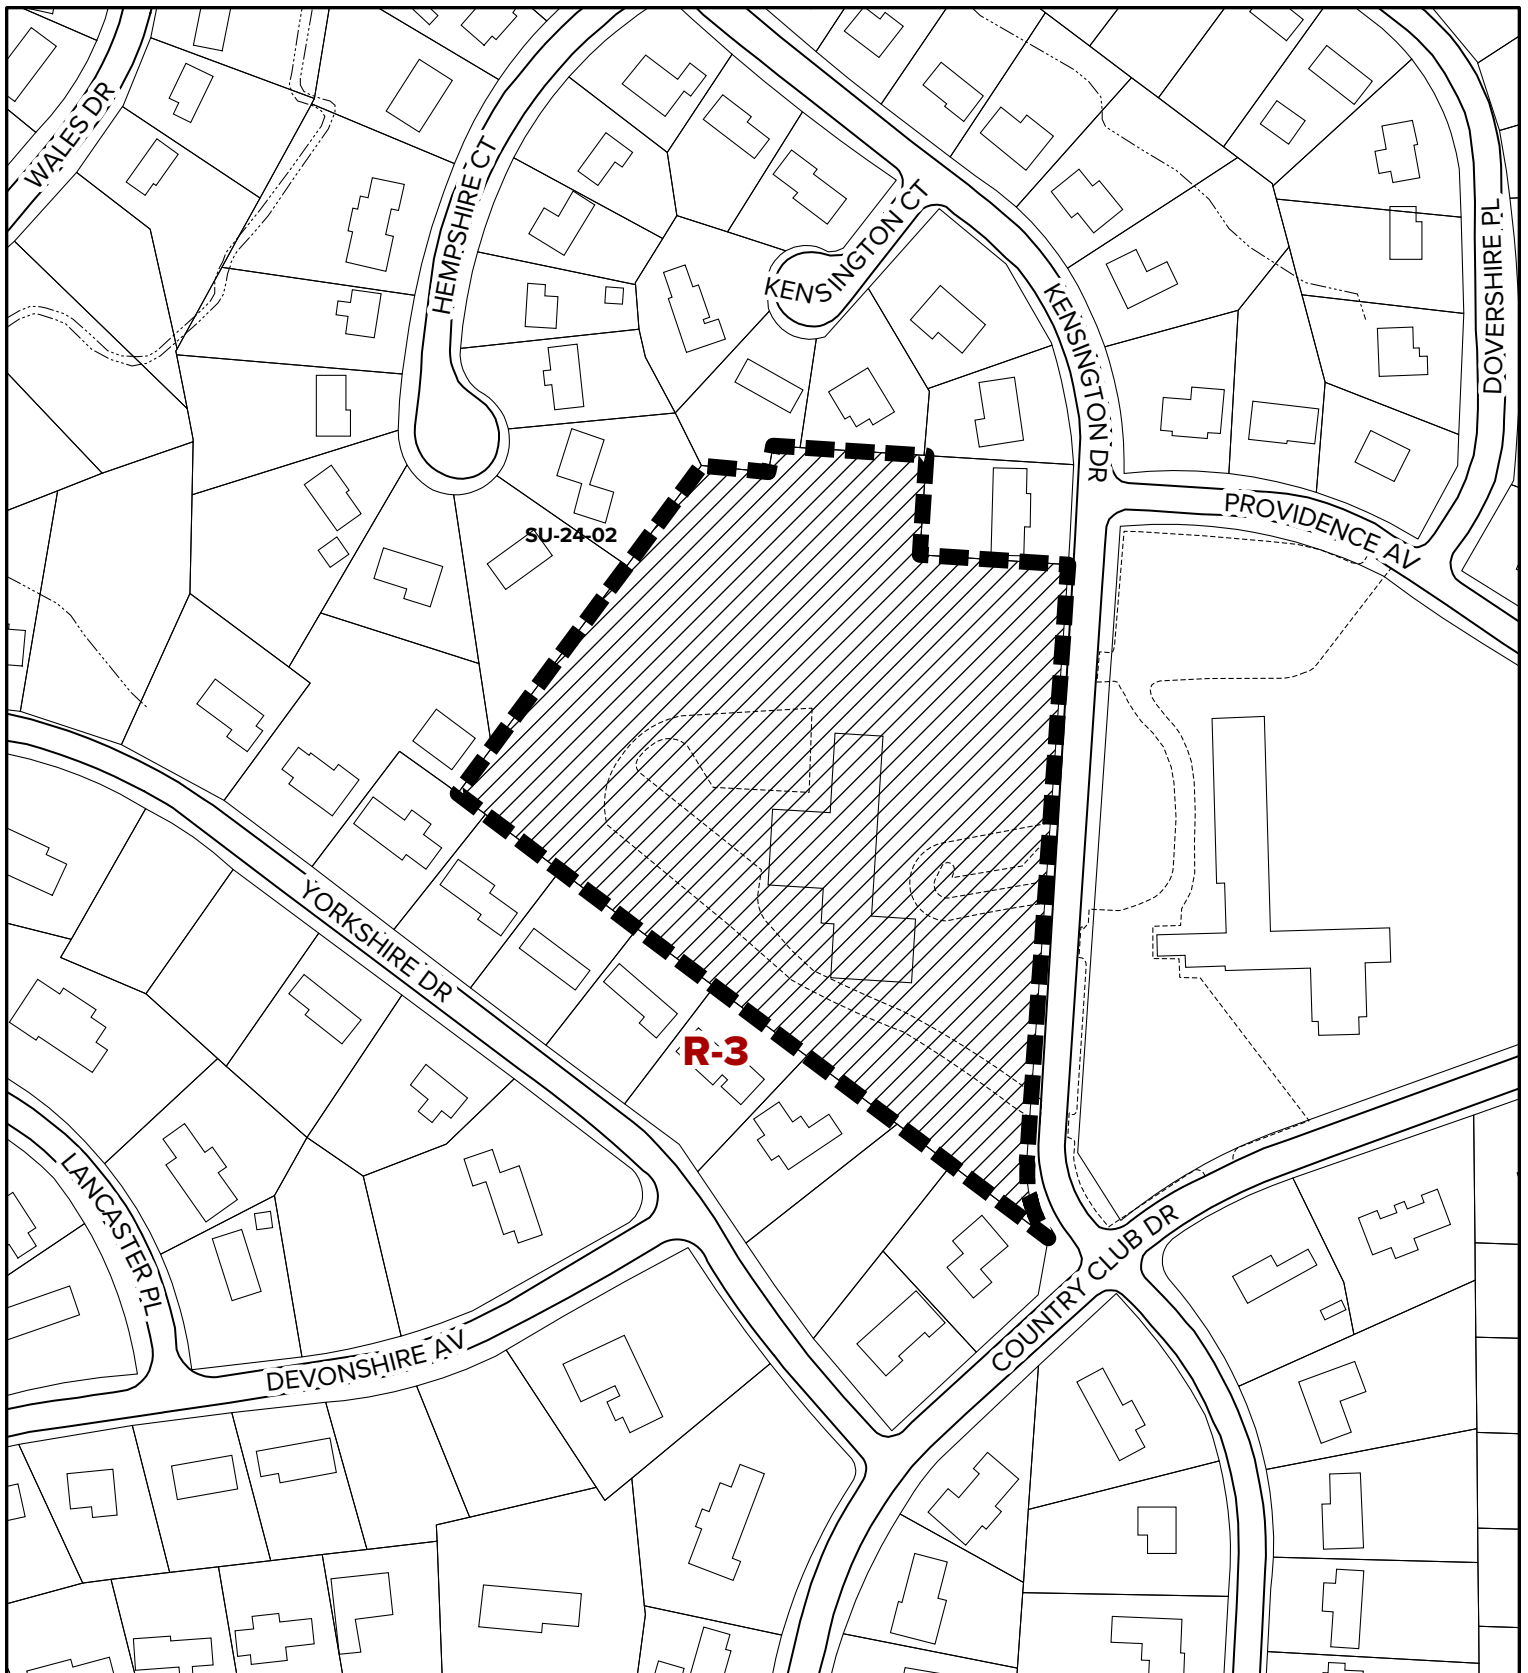 WALES DR
HEMPSHIRE CT
KENSINGTON CT
KENSINGTON DR
DOVERSHIRE PL
PROVIDENCE AV
SU-24-02
YORKSHIRE DR
R-3
LANCASTER PL
COUNTRY CLUB DR
DEVONSHIRE AV